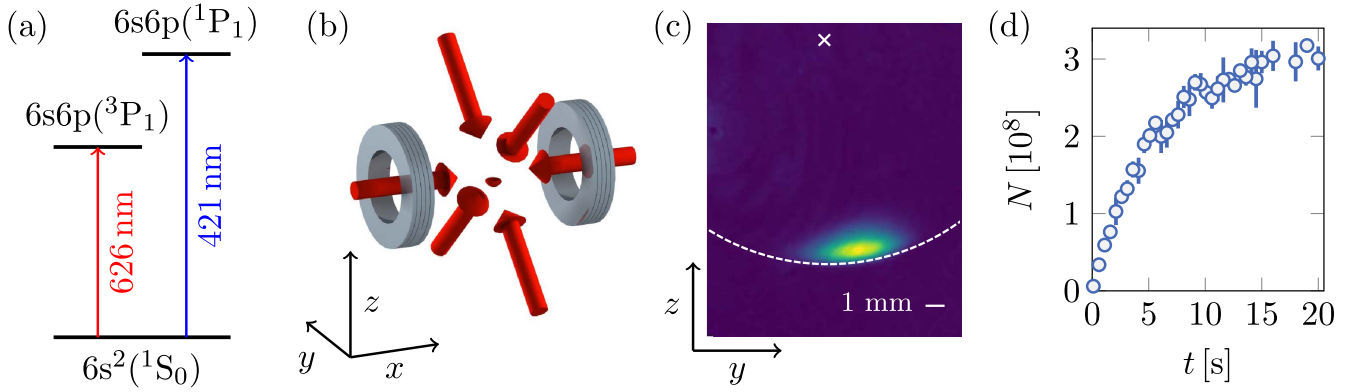 (a)
6s6p(¹P₁)
6s6p(³P₁)
626 nm
421 nm
6s²(¹S₀)
(b)
z
y
x
(c)
1 mm
z
y
(d)
N [10⁸]
3
2
1
0
0 5 10 15 20
t [s]